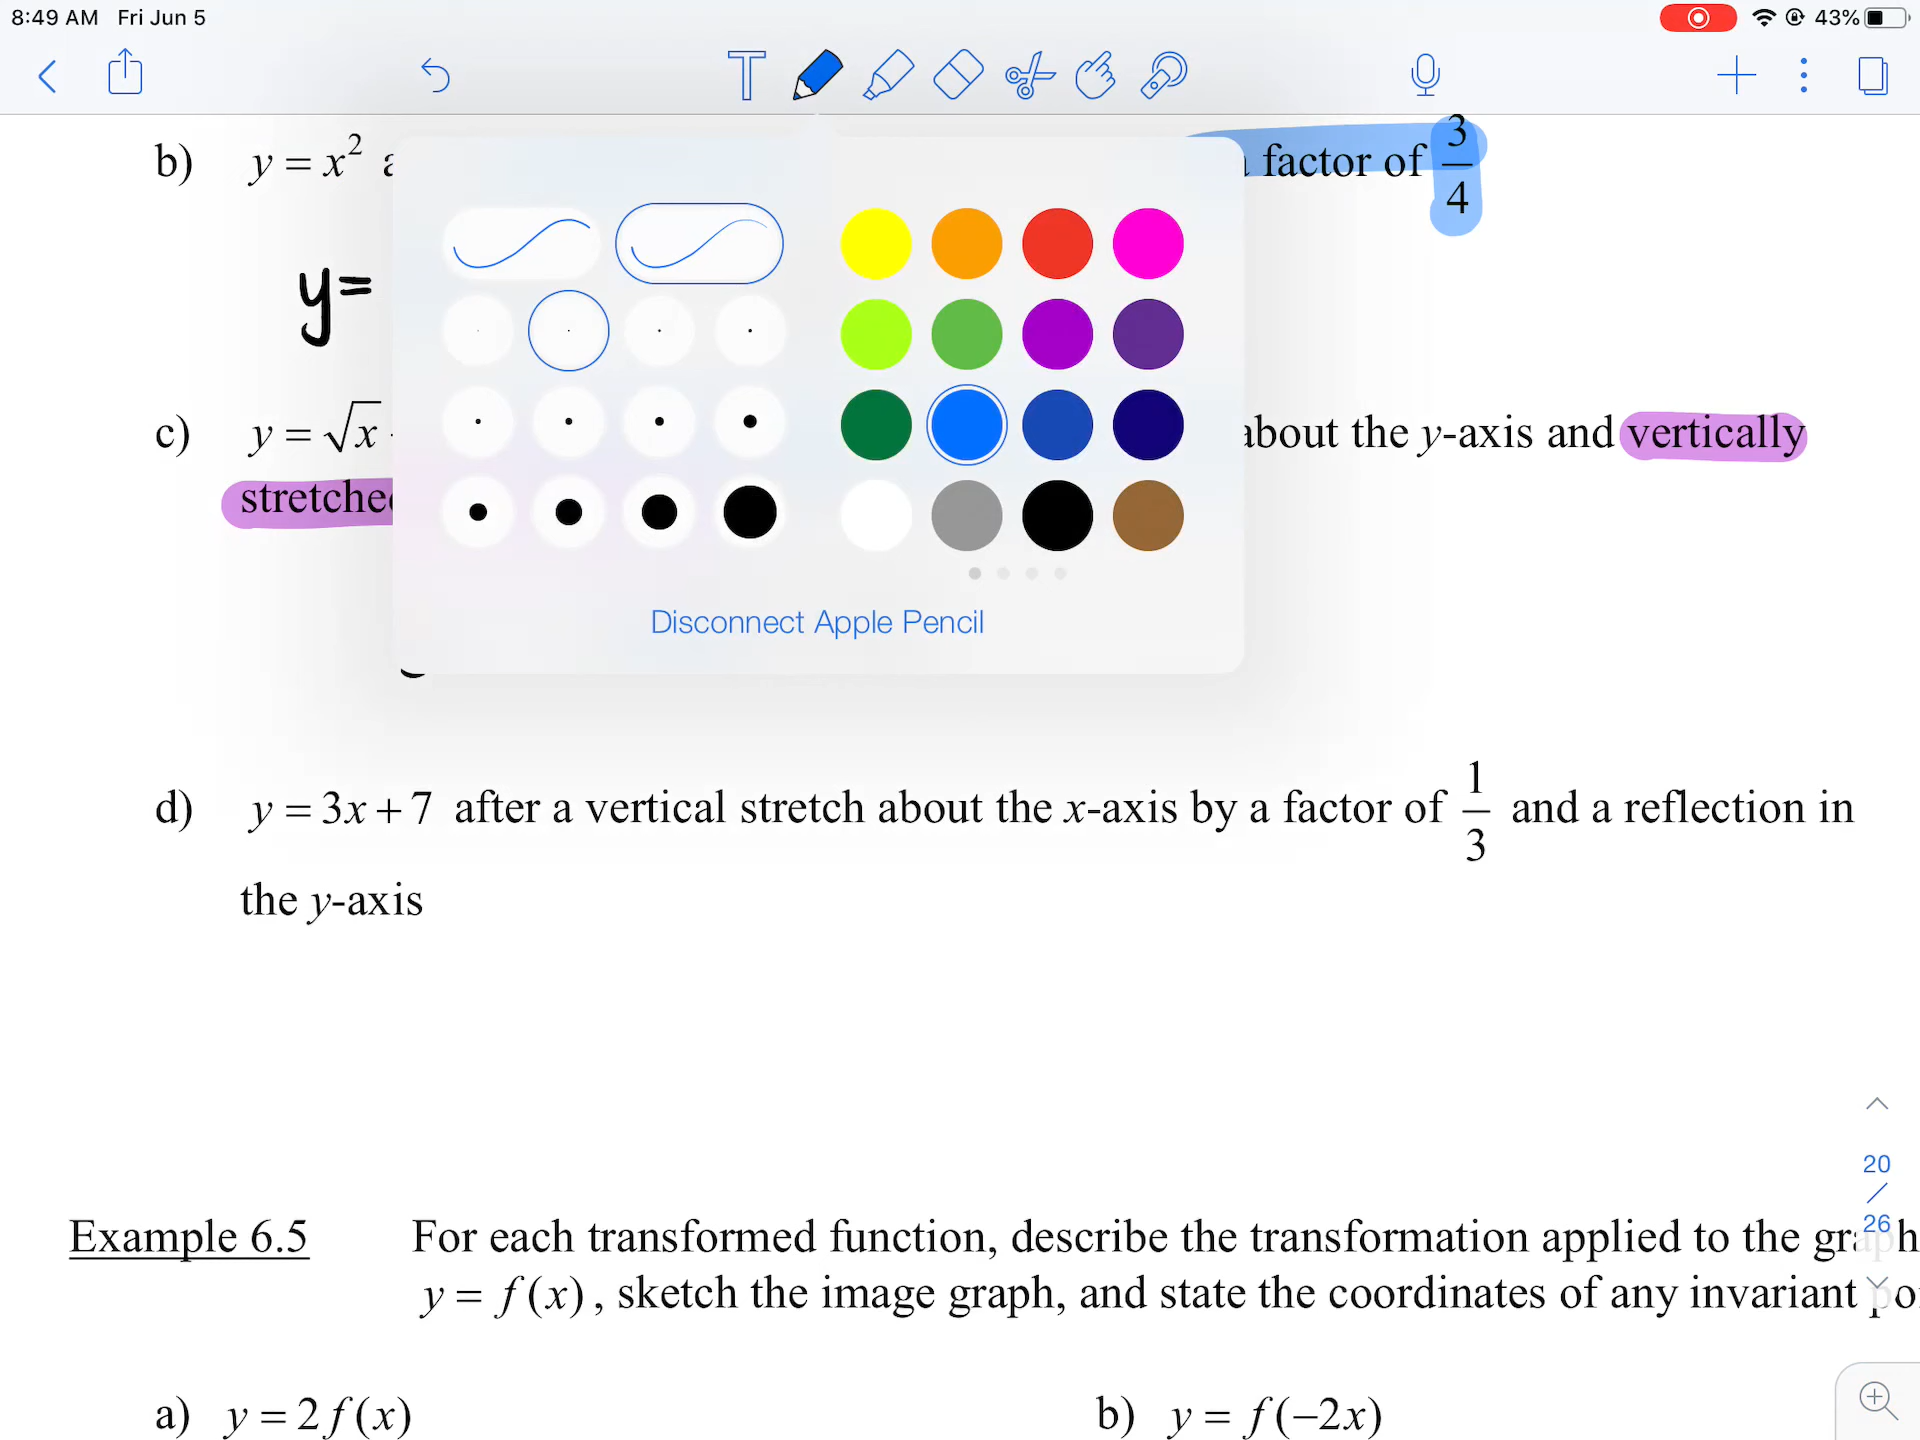 8:49 AM Fri Jun 5 43%
T
b) y = x² factor of 3/4
y=
c) y = √x about the y-axis and vertically
stretched
Disconnect Apple Pencil
d) y = 3x + 7 after a vertical stretch about the x-axis by a factor of 1/3 and a reflection in
the y-axis
20
/
26
Example 6.5 For each transformed function, describe the transformation applied to the graph
y = f(x), sketch the image graph, and state the coordinates of any invariant
a) y = 2f(x) b) y = f(−2x)